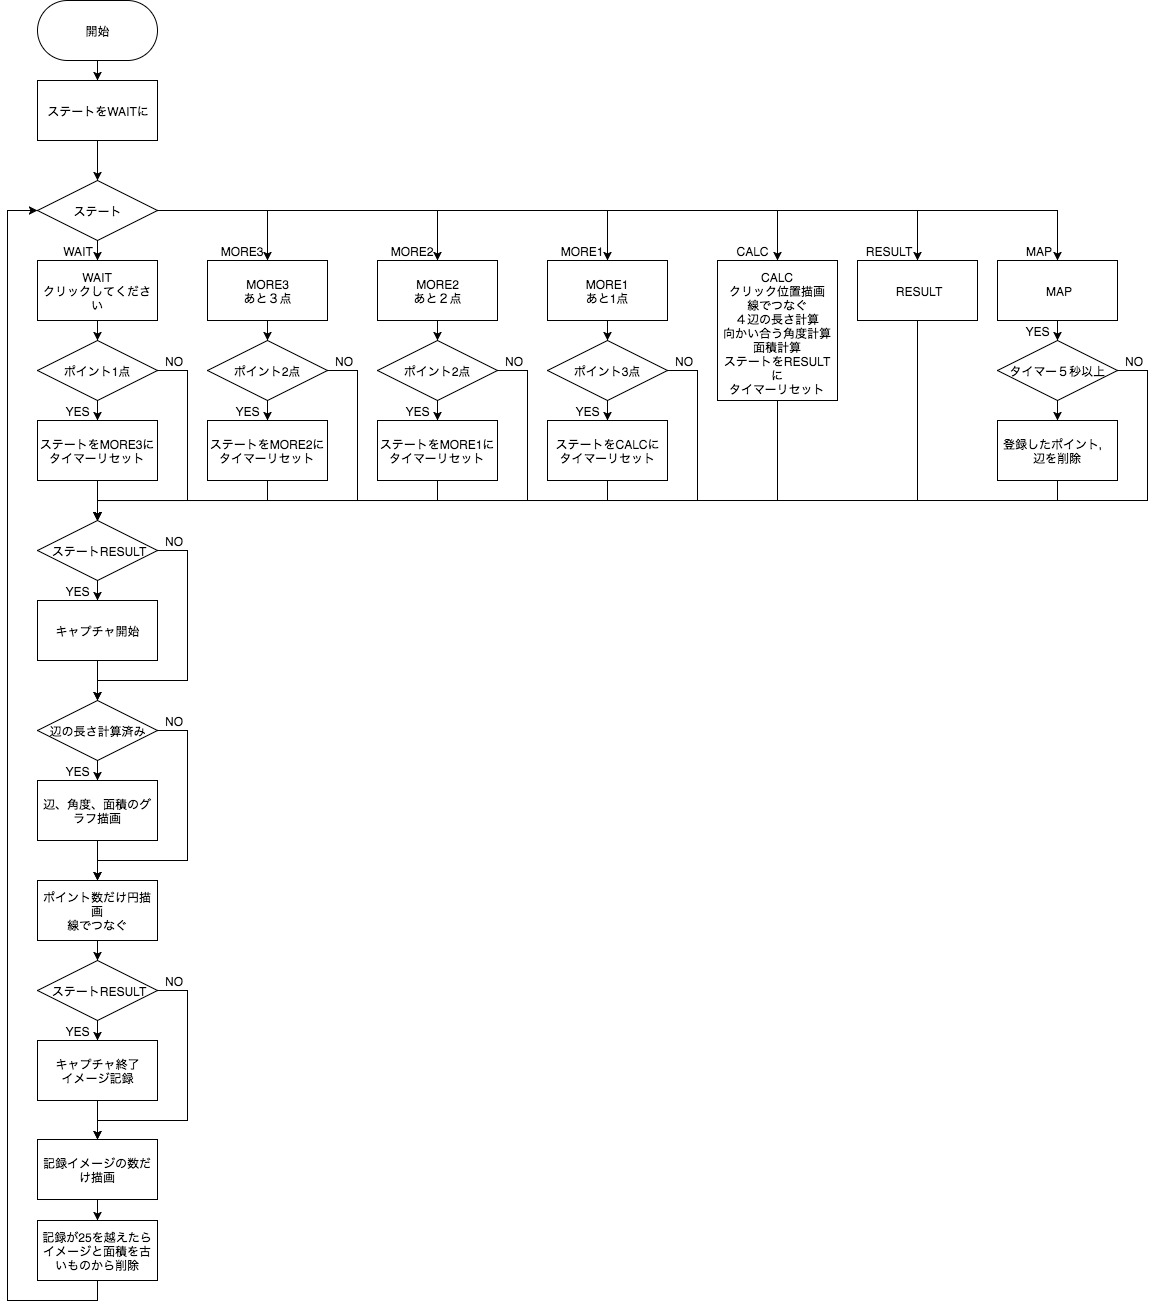 開始
ステートをWAITに
ステート
WAIT
MORE3
MORE2
MORE1
CALC
RESULT
MAP
WAIT
クリックしてくださ
い
MORE3
あと３点
MORE2
あと２点
MORE1
あと1点
CALC
クリック位置描画
線でつなぐ
４辺の長さ計算
向かい合う角度計算
面積計算
ステートをRESULT
に
タイマーリセット
RESULT
MAP
YES
ポイント1点
NO
ポイント2点
NO
ポイント2点
NO
ポイント3点
NO
タイマー５秒以上
NO
YES
YES
YES
YES
ステートをMORE3に
タイマーリセット
ステートをMORE2に
タイマーリセット
ステートをMORE1に
タイマーリセット
ステートをCALCに
タイマーリセット
登録したポイント,
辺を削除
ステートRESULT
NO
YES
キャプチャ開始
辺の長さ計算済み
NO
YES
辺、角度、面積のグ
ラフ描画
ポイント数だけ円描
画
線でつなぐ
ステートRESULT
NO
YES
キャプチャ終了
イメージ記録
記録イメージの数だ
け描画
記録が25を越えたら
イメージと面積を古
いものから削除